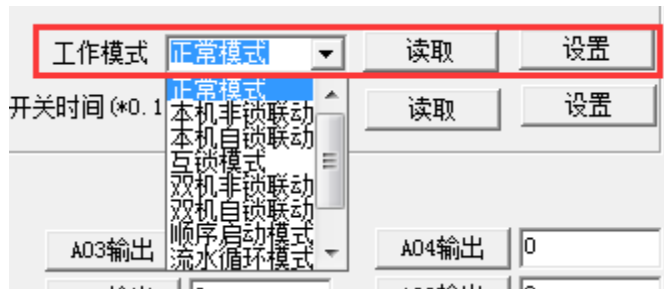 工作模式 正常模式 读取 设置
正常模式
开关时间(*0.1 本机非锁联动 读取 设置
本机自锁联动
互锁模式
双机非锁联动
双机自锁联动
顺序启动模式
A03输出 流水循环模式 A04输出 0